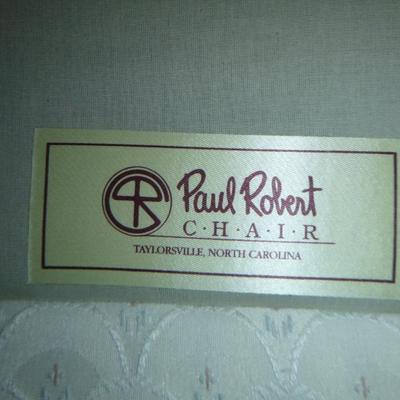 Paul Robert
C·H·A·I·R
TAYLORSVILLE, NORTH CAROLINA